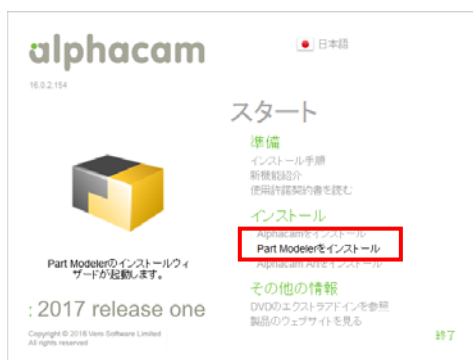 alphacam
日本語
16.0.2.154
スタート
準備
インストール手順
新機能紹介
使用許諾契約書を読む
インストール
Alphacamをインストール
Part Modelerをインストール
Alphacam Artをインストール
Part Modelerのインストールウィ
ザードが起動します。
その他の情報
DVDのエクストラアドインを参照
製品のウェブサイトを見る
: 2017 release one
Copyright © 2016 Vero Software Limited
All rights reserved
終了